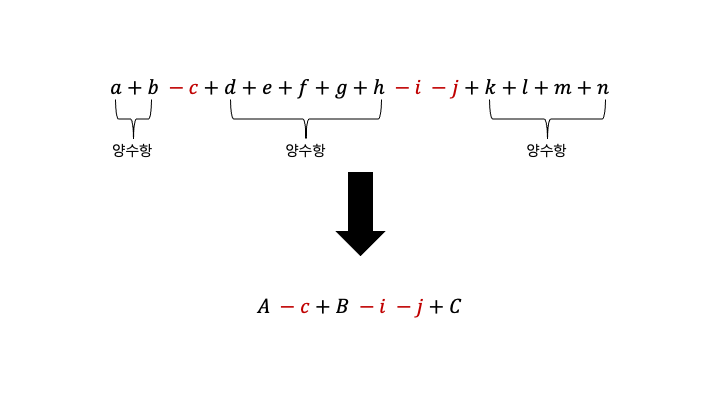 a + b − c + d + e + f + g + h − i − j + k + l + m + n
양수항 양수항 양수항
A − c + B − i − j + C